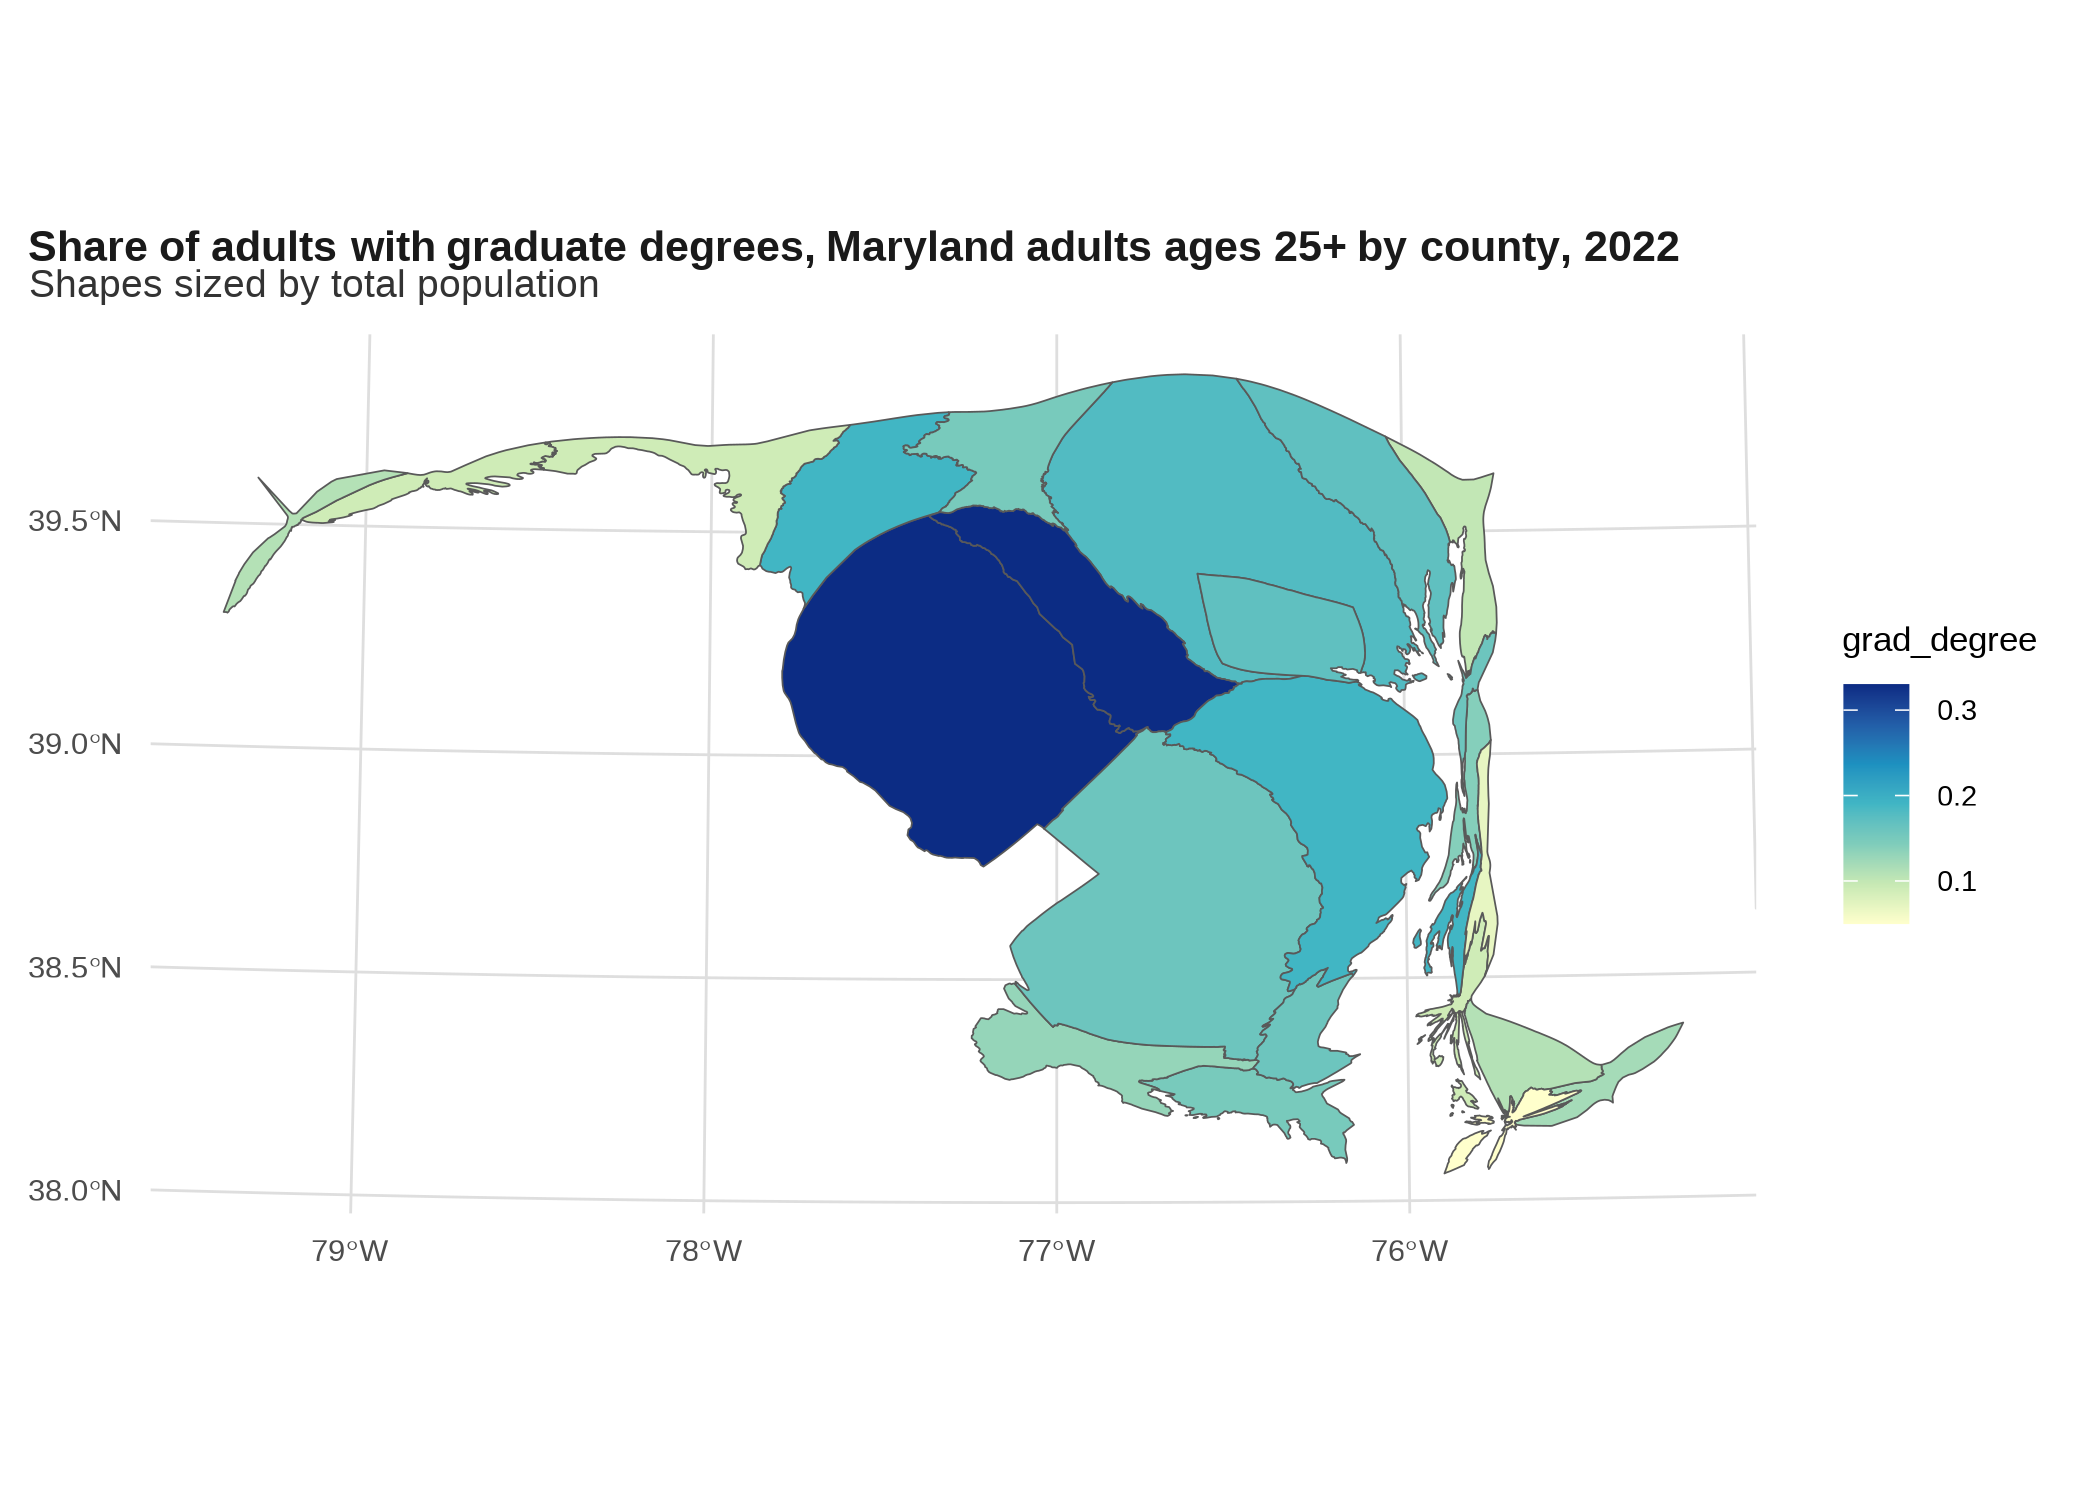 Share of adults with graduate degrees, Maryland adults ages 25+ by county, 2022
Shapes sized by total population
39.5°N
39.0°N
38.5°N
38.0°N
79°W
78°W
77°W
76°W
grad_degree
0.3
0.2
0.1